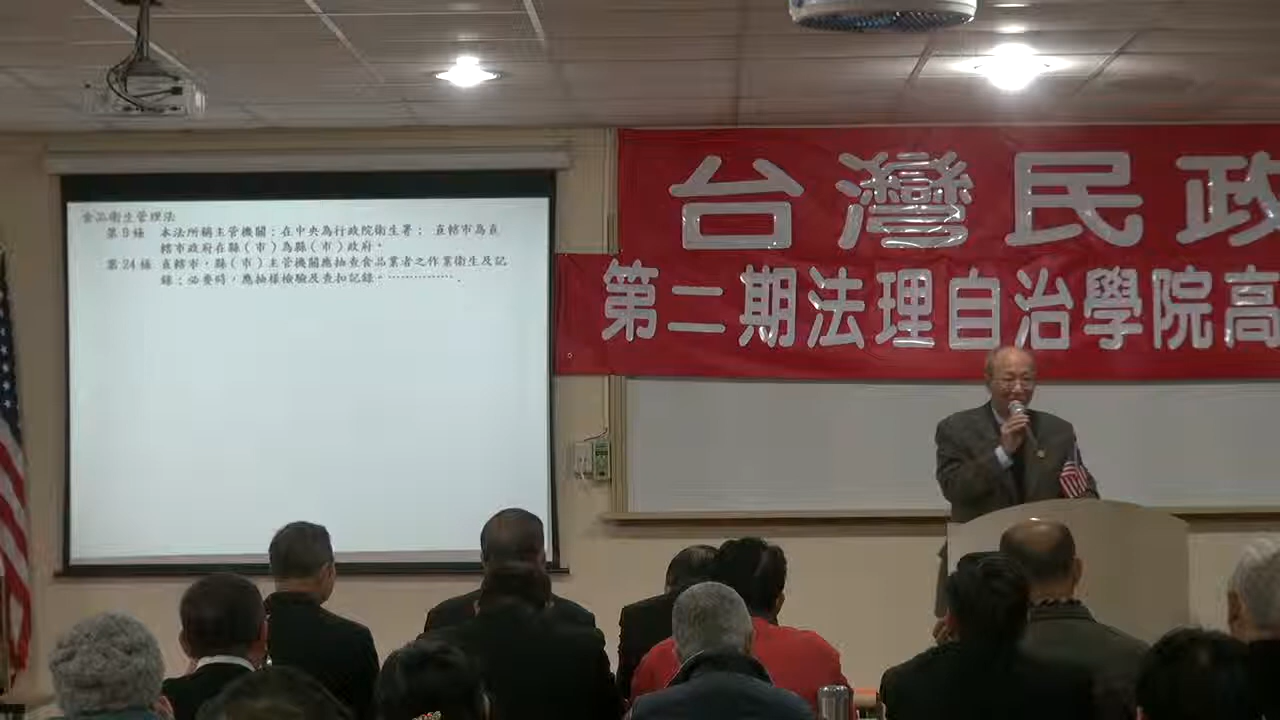 食品衛生管理法
第9條 本法所稱主管機關:在中央為行政院衛生署; 直轄市為直
轄市政府在縣(市)為縣(市)政府。
第24條 直轄市、縣(市)主管機關應抽查食品業者之作業衛生及記
錄;必要時,應抽樣檢驗及查扣記錄。………………
台灣民政
第二期法理自治學院高